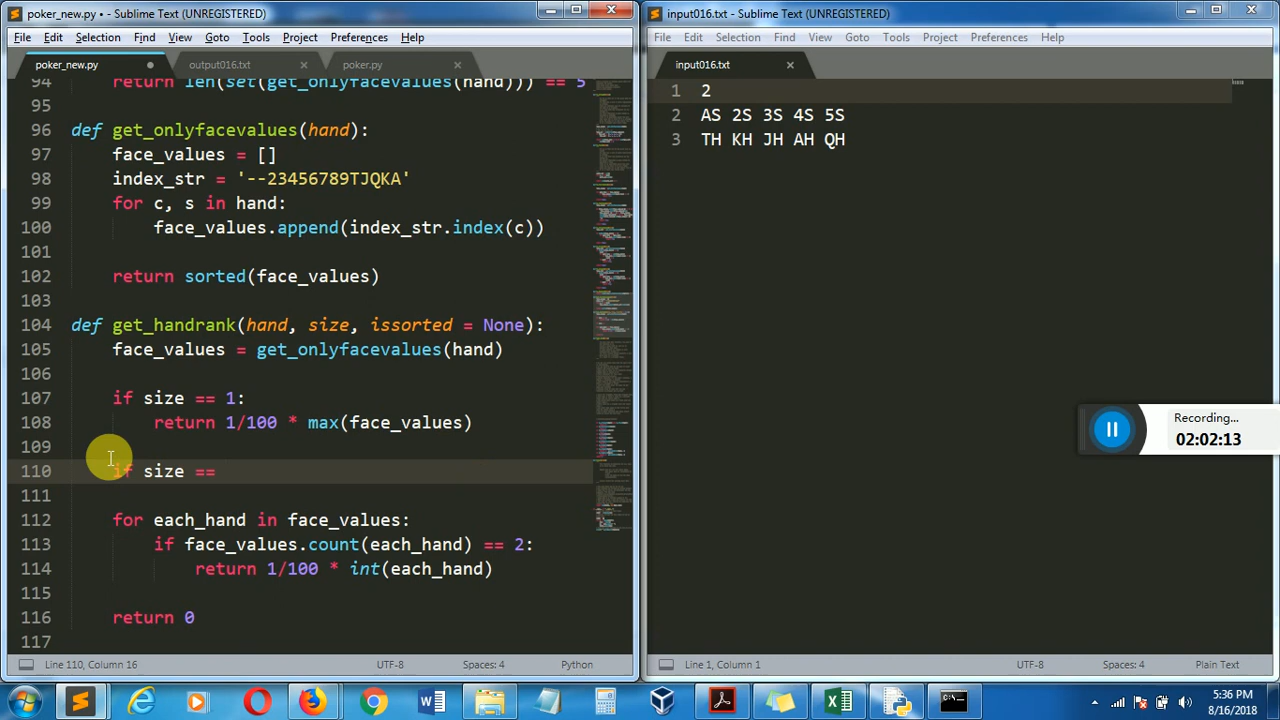 poker_new.py • - Sublime Text (UNREGISTERED)
File Edit Selection Find View Goto Tools Project Preferences Help
poker_new.py output016.txt poker.py
94 return len(set(get_onlyfacevalues(hand))) == 5
95
96 def get_onlyfacevalues(hand):
97 face_values = []
98 index_str = '--23456789TJQKA'
99 for c, s in hand:
100 face_values.append(index_str.index(c))
101
102 return sorted(face_values)
103
104 def get_handrank(hand, size, issorted = None):
105 face_values = get_onlyfacevalues(hand)
106
107 if size == 1:
108 return 1/100 * max(face_values)
109
110 if size ==
111
112 for each_hand in face_values:
113 if face_values.count(each_hand) == 2:
114 return 1/100 * int(each_hand)
115
116 return 0
117
Line 110, Column 16 UTF-8 Spaces: 4 Python
input016.txt - Sublime Text (UNREGISTERED)
File Edit Selection Find View Goto Tools Project Preferences Help
input016.txt
1 2
2 1S 2S 3S 4S 5S
3 TH KH JH AH QH
Recording...
02:02:13
Line 1, Column 1 UTF-8 Spaces: 4 Plain Text
5:36 PM
8/16/2018